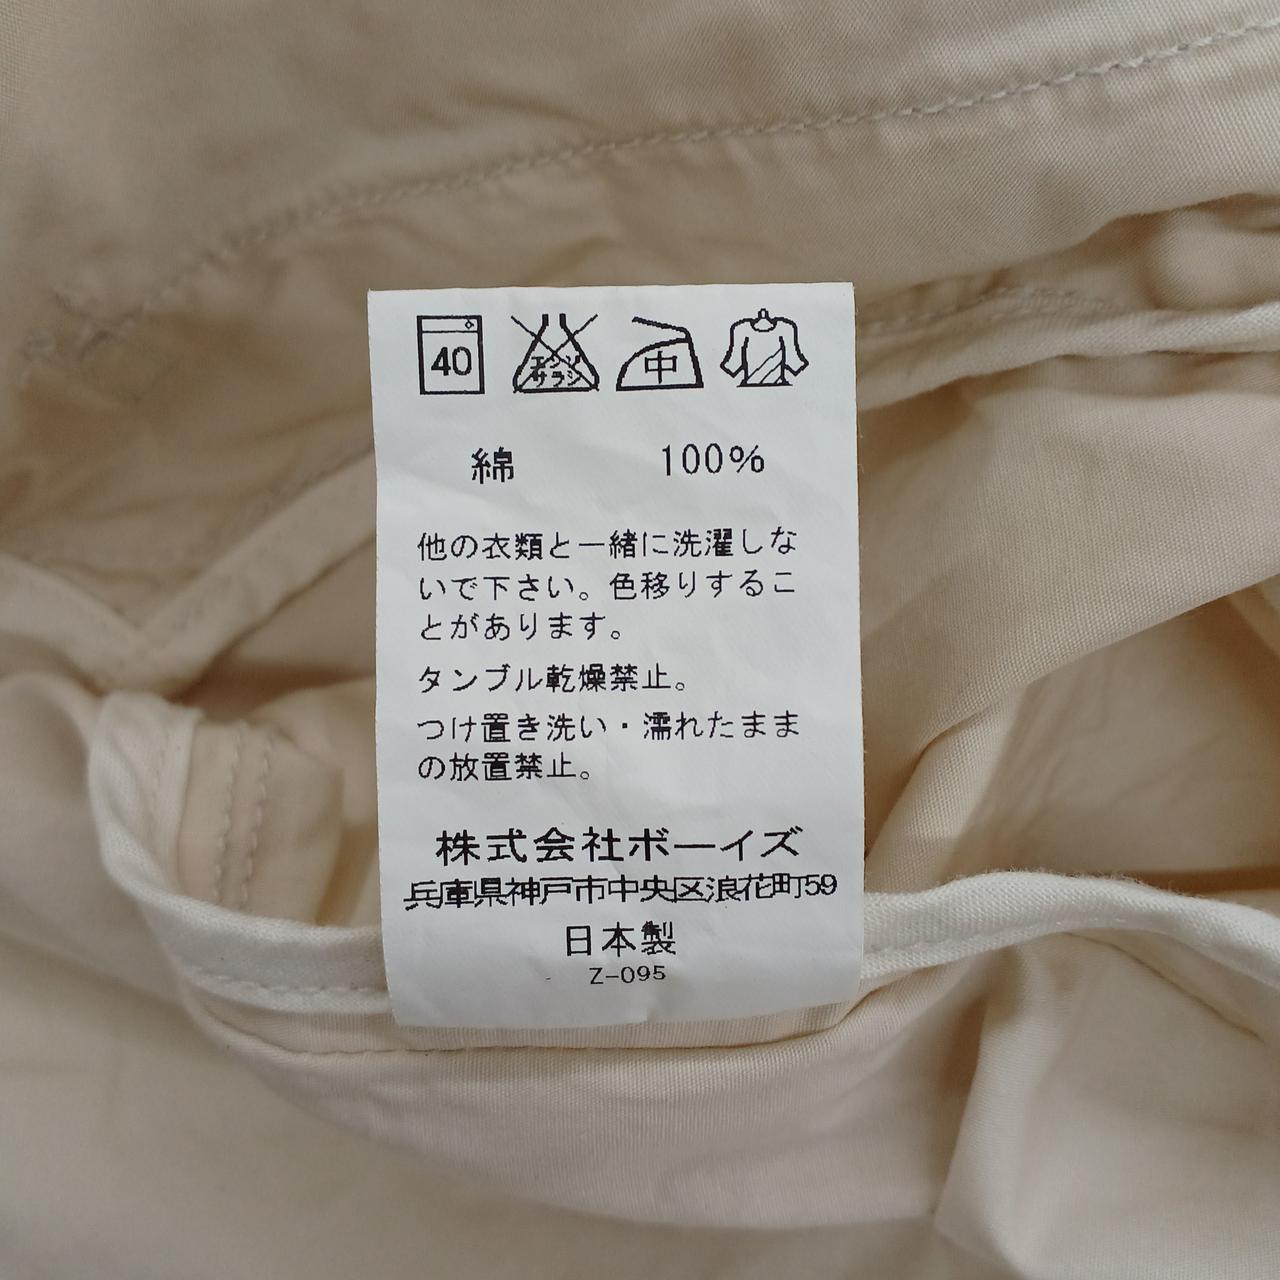 40
エンソ
サラシ
中
綿 100%
他の衣類と一緒に洗濯しな
いで下さい。色移りするこ
とがあります。
タンブル乾燥禁止。
つけ置き洗い・濡れたまま
の放置禁止。
株式会社ボーイズ
兵庫県神戸市中央区浪花町59
日本製
Z-095